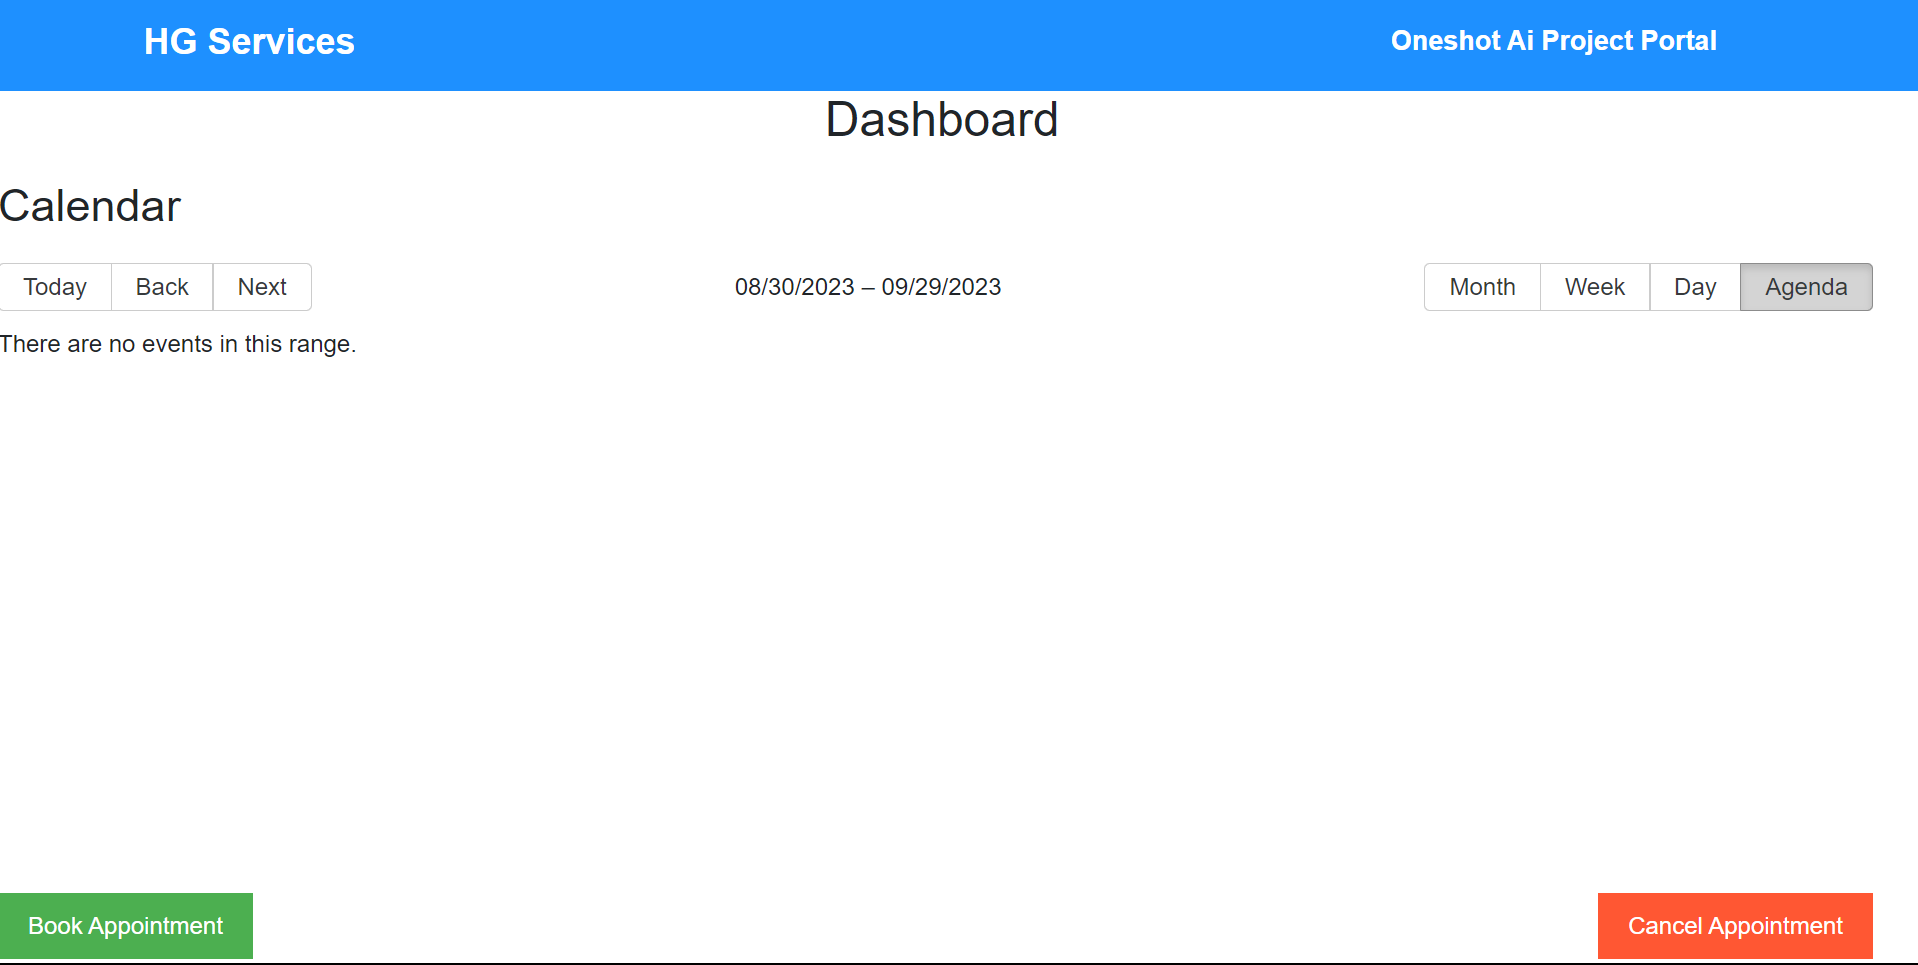 HG Services Oneshot Ai Project Portal
Dashboard
Calendar
Today Back Next 08/30/2023 – 09/29/2023 Month Week Day Agenda
There are no events in this range.
Book Appointment Cancel Appointment